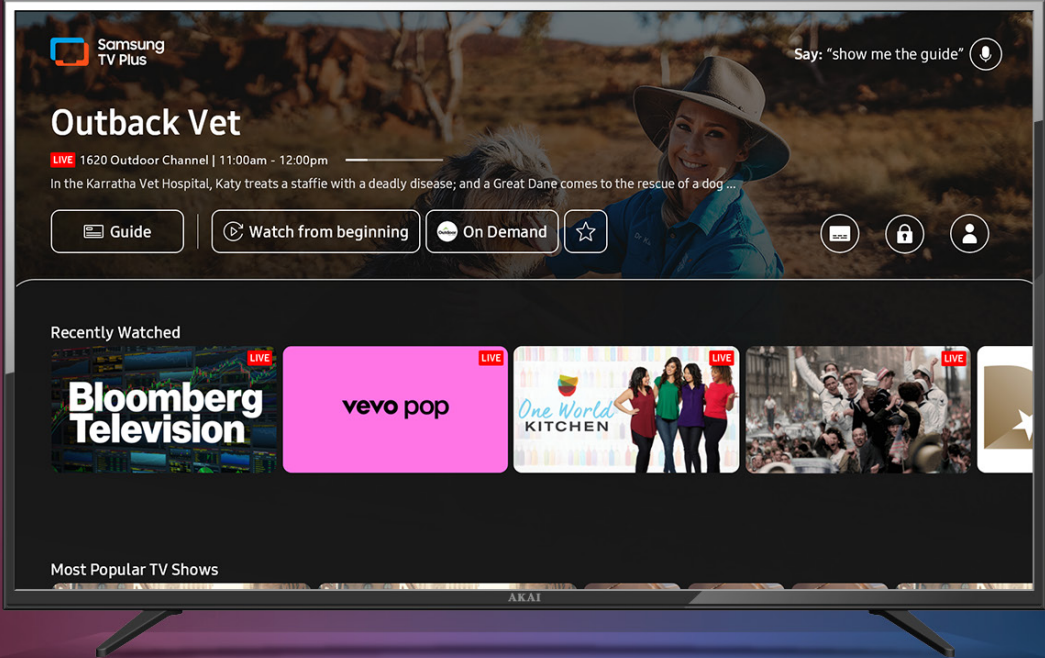 Samsung
TV Plus
Say: “show me the guide”
Outback Vet
LIVE 1620 Outdoor Channel | 11:00am - 12:00pm
In the Karratha Vet Hospital, Katy treats a staffie with a deadly disease; and a Great Dane comes to the rescue of a dog ...
Guide
Watch from beginning
Outdoor On Demand
Recently Watched
LIVE
Bloomberg
Television
LIVE
vevo pop
LIVE
One World
KITCHEN
LIVE
Most Popular TV Shows
AKAI